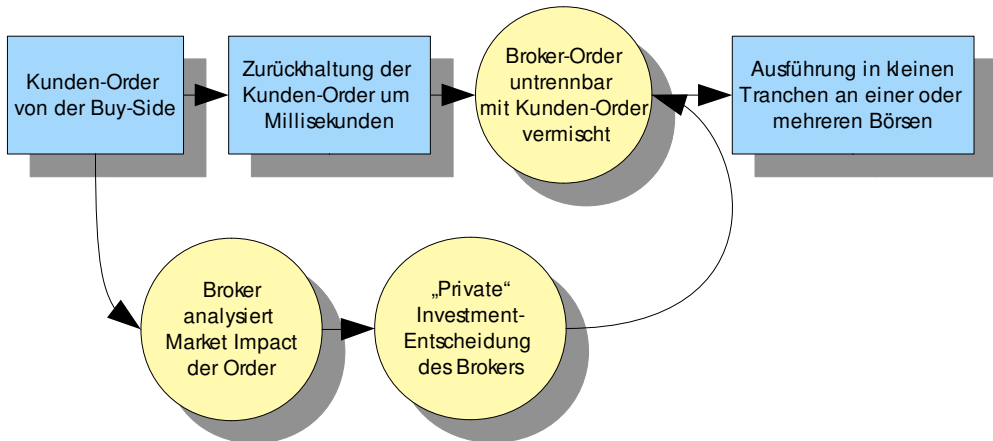 Kunden-Order
von der Buy-Side
Zurückhaltung der
Kunden-Order um
Millisekunden
Broker-Order
untrennbar
mit Kunden-Order
vermischt
Ausführung in kleinen
Tranchen an einer oder
mehreren Börsen
Broker
analysiert
Market Impact
der Order
„Private“
Investment-
Entscheidung
des Brokers